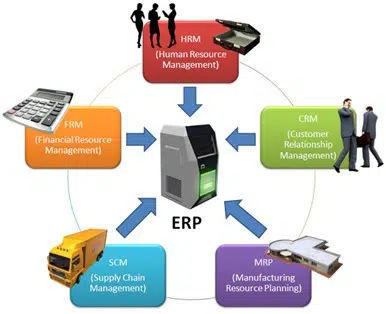 HRM
(Human Resource
Management)
FRM
(Financial Resource
Management)
CRM
(Customer
Relationship
Management)
ERP
SCM
(Supply Chain
Management)
MRP
(Manufacturing
Resource Planning)